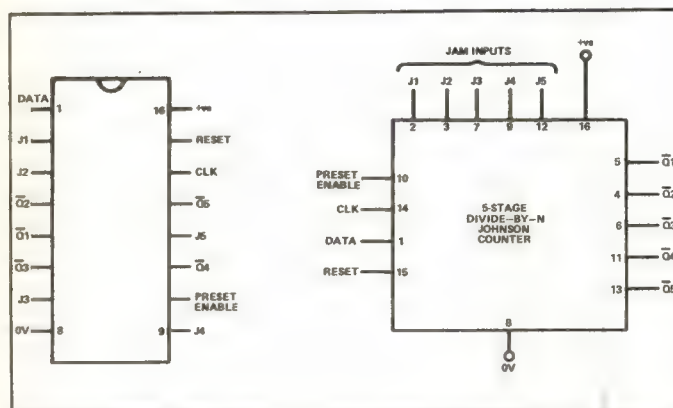 DATA 1 16 +ve
J1 RESET
J2 CLK
Q̅2 Q̅5
Q̅1 J5
Q̅3 Q̅4
J3 PRESET
ENABLE
0V 8 9 J4
JAM INPUTS
J1 J2 J3 J4 J5 +ve
2 3 7 9 12 16
PRESET
ENABLE 10
CLK 14
DATA 1
RESET 15
5-STAGE
DIVIDE-BY-N
JOHNSON
COUNTER
5 Q̅1
4 Q̅2
6 Q̅3
11 Q̅4
13 Q̅5
8
0V